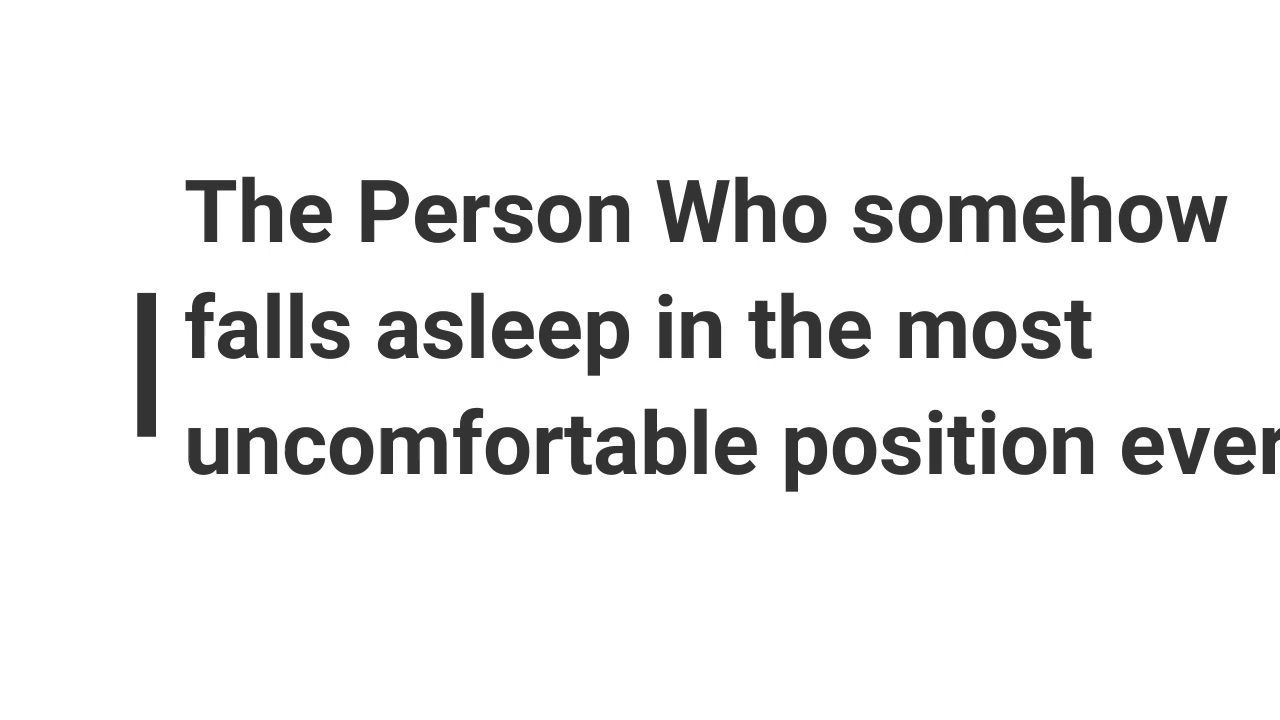 The Person Who somehow
falls asleep in the most
uncomfortable position ever